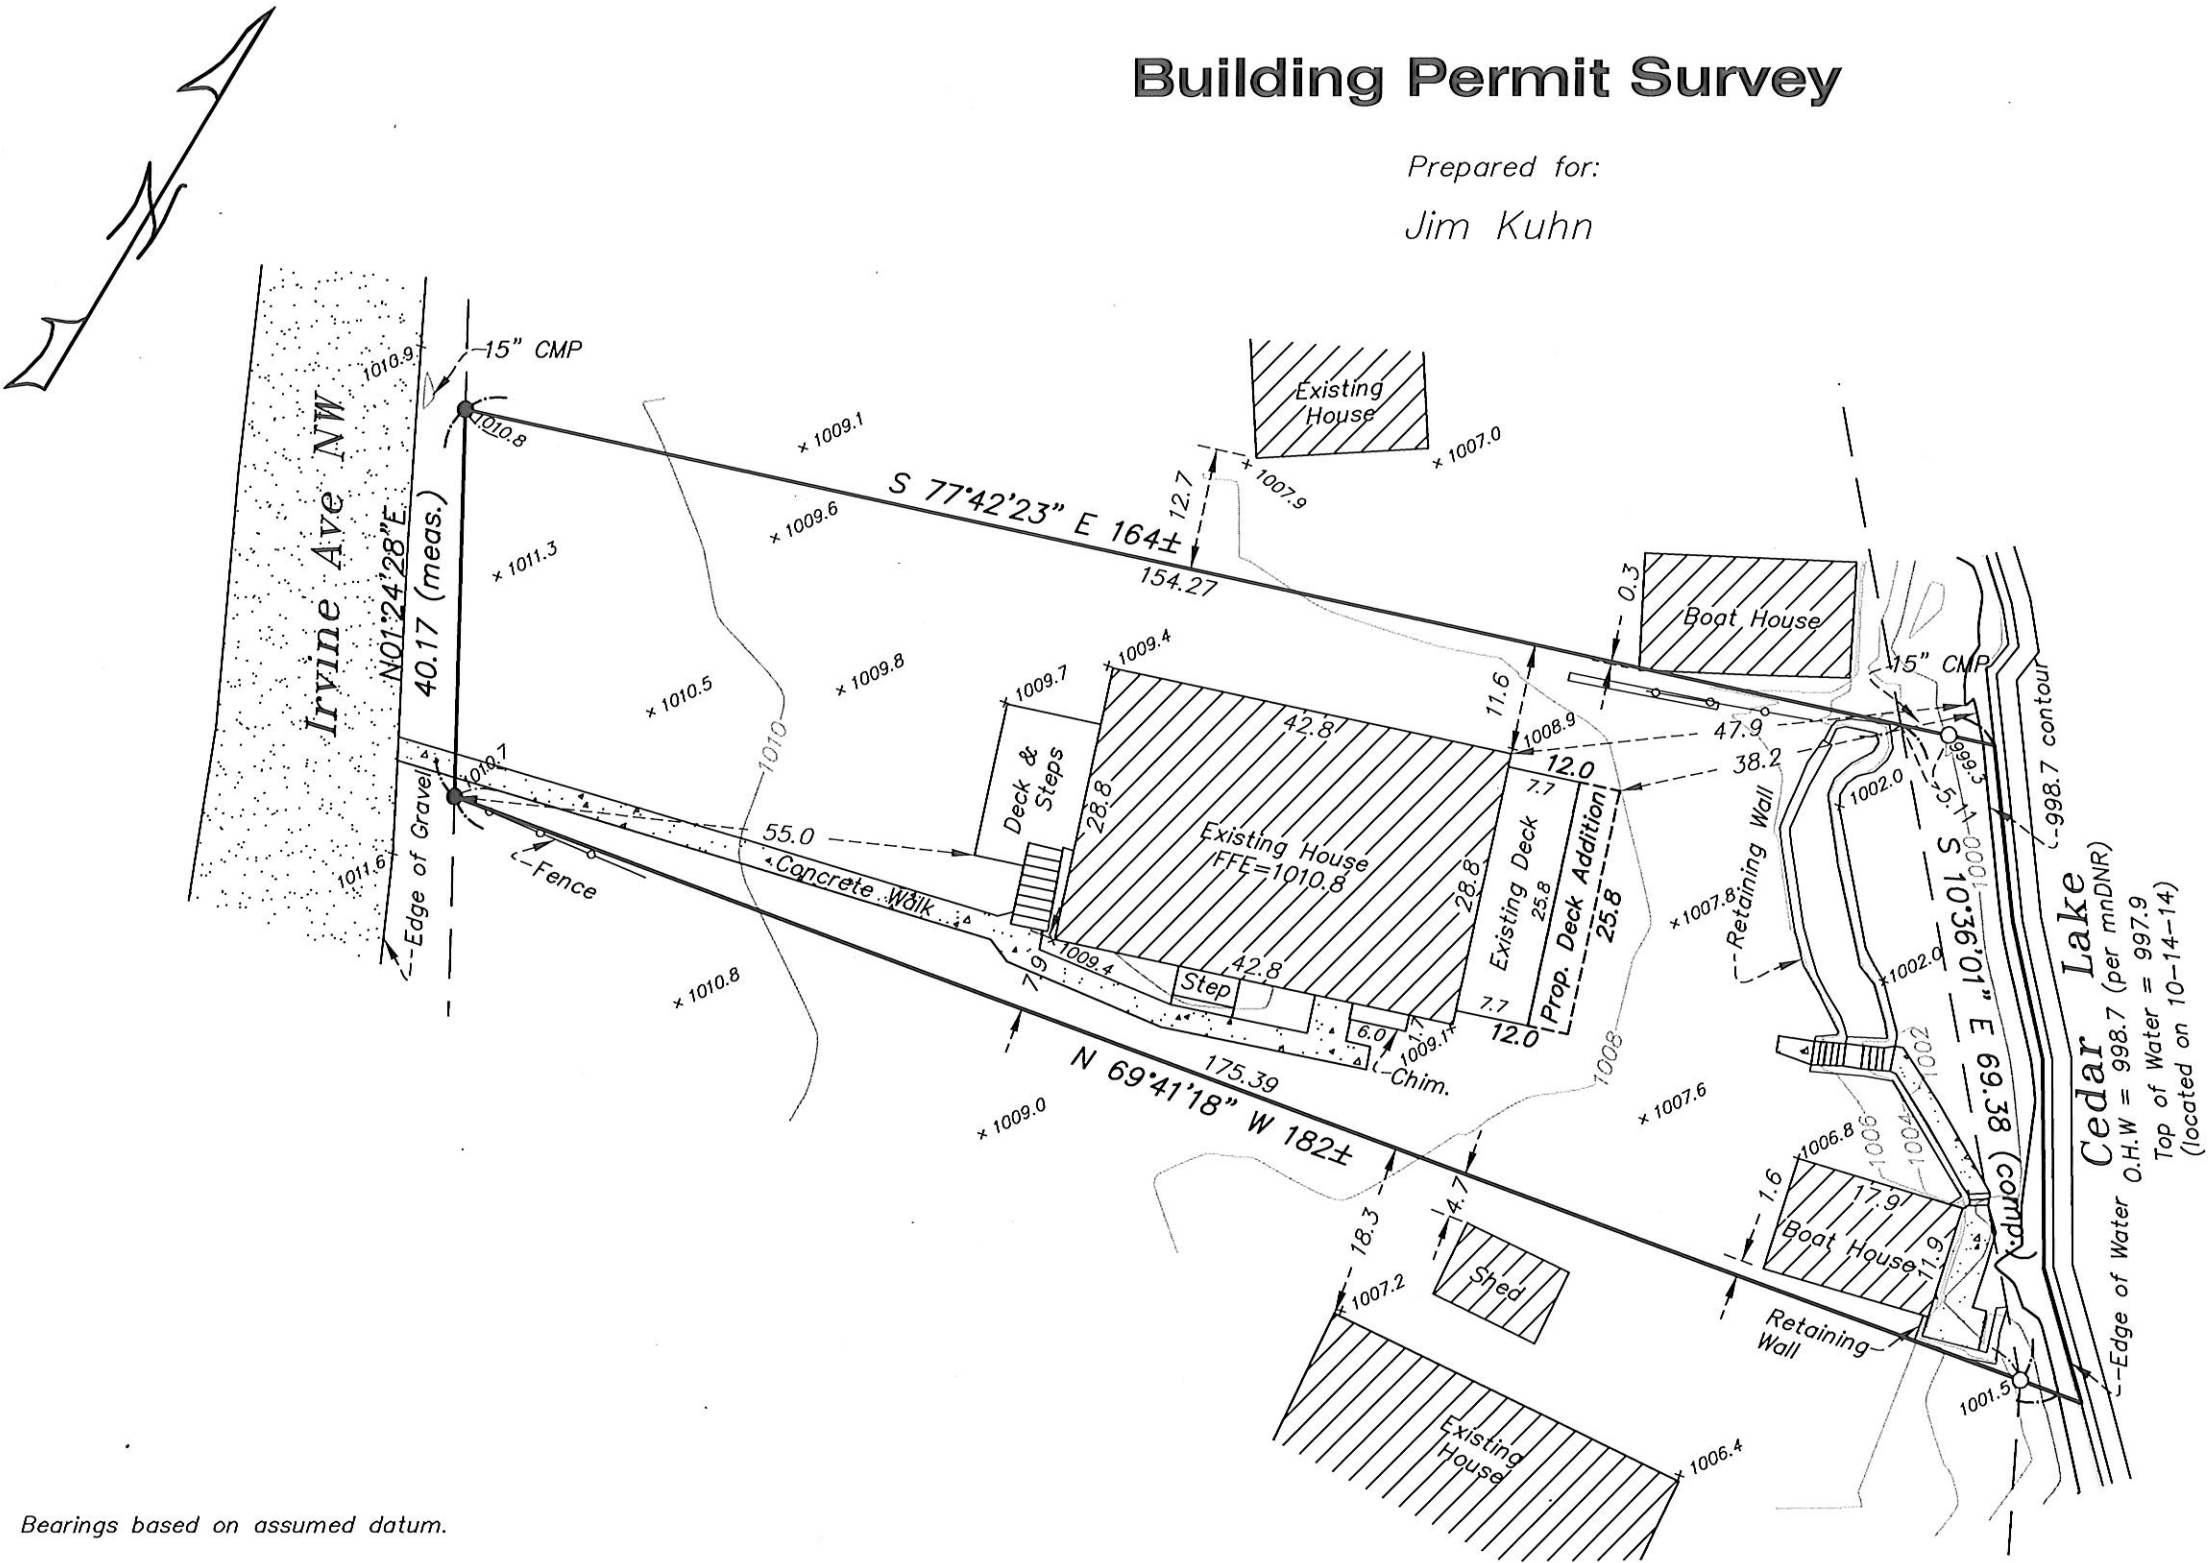 Building Permit Survey
Prepared for:
Jim Kuhn
N
15" CMP
1010.9
1010.8
Irvine Ave NW
N01°24'28"E
40.17 (meas.)
x 1009.1
x 1009.6
x 1011.3
S 77°42'23" E 164±
154.27
12.7
Existing
House
1007.9
x 1007.0
0.3
Boat House
15" CMP
x 1010.5
x 1009.8
1009.7
1009.4
1010
11.6
1008.9
47.9
38.2
999.3
998.7 contour
42.8
Deck &
Steps
28.8
Existing House
FFE=1010.8
28.8
12.0
7.7
Existing Deck
25.8
Prop. Deck Addition
25.8
7.7
12.0
Retaining Wall
1002.0
5.1
1000
S 10°36'01" E 69.38 (comp.)
1010.7
55.0
Edge of Gravel
1011.6
Fence
Concrete Walk
1009.4
7.9
42.8
Step
6.0
1.7
1009.1
Chim.
x 1007.8
1002.0
1008
1002
1006
1004
x 1010.8
x 1009.0
175.39
N 69°41'18" W 182±
x 1007.6
1006.8
17.9
Boat House
11.9
1.6
4.7
18.3
Shed
1007.2
Existing
House
1006.4
Retaining
Wall
1001.5
Edge of Water
Cedar Lake
O.H.W = 998.7 (per mnDNR)
Top of Water = 997.9
(located on 10-14-14)
Bearings based on assumed datum.